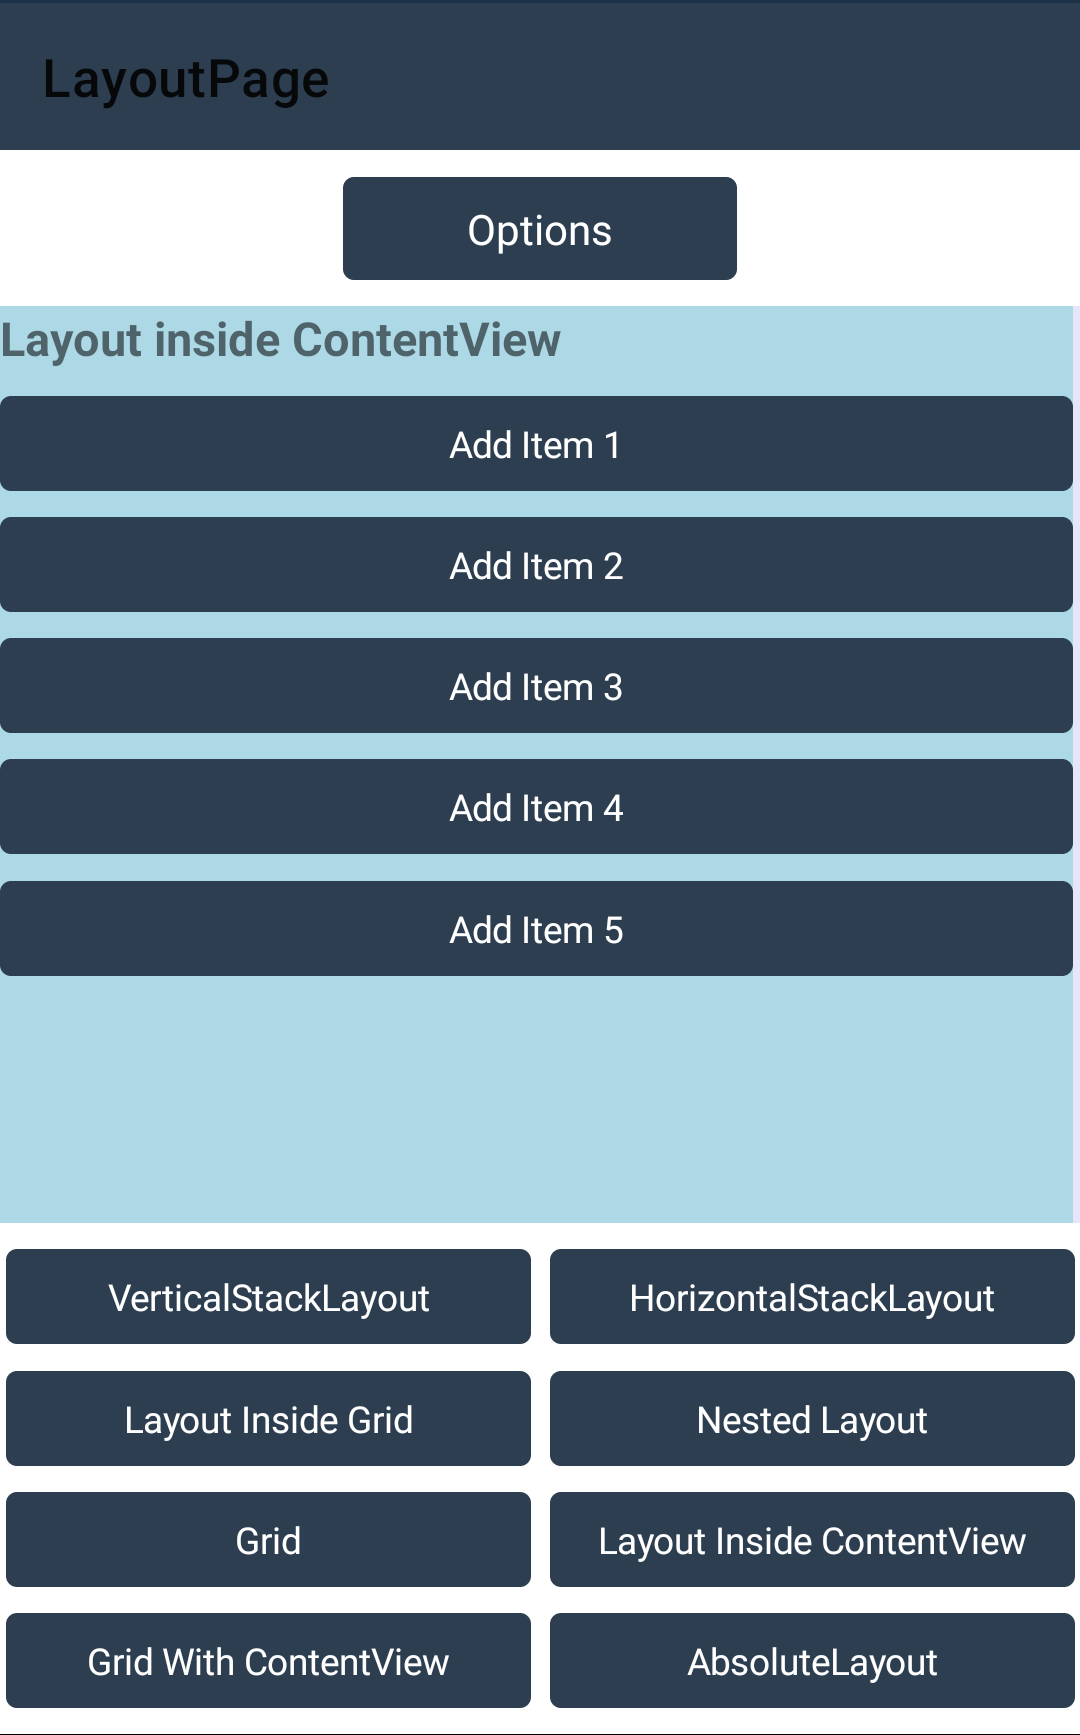 LayoutPage
Options
Layout inside ContentView
Add Item 1
Add Item 2
Add Item 3
Add Item 4
Add Item 5
VerticalStackLayout
HorizontalStackLayout
Layout Inside Grid
Nested Layout
Grid
Layout Inside ContentView
Grid With ContentView
AbsoluteLayout